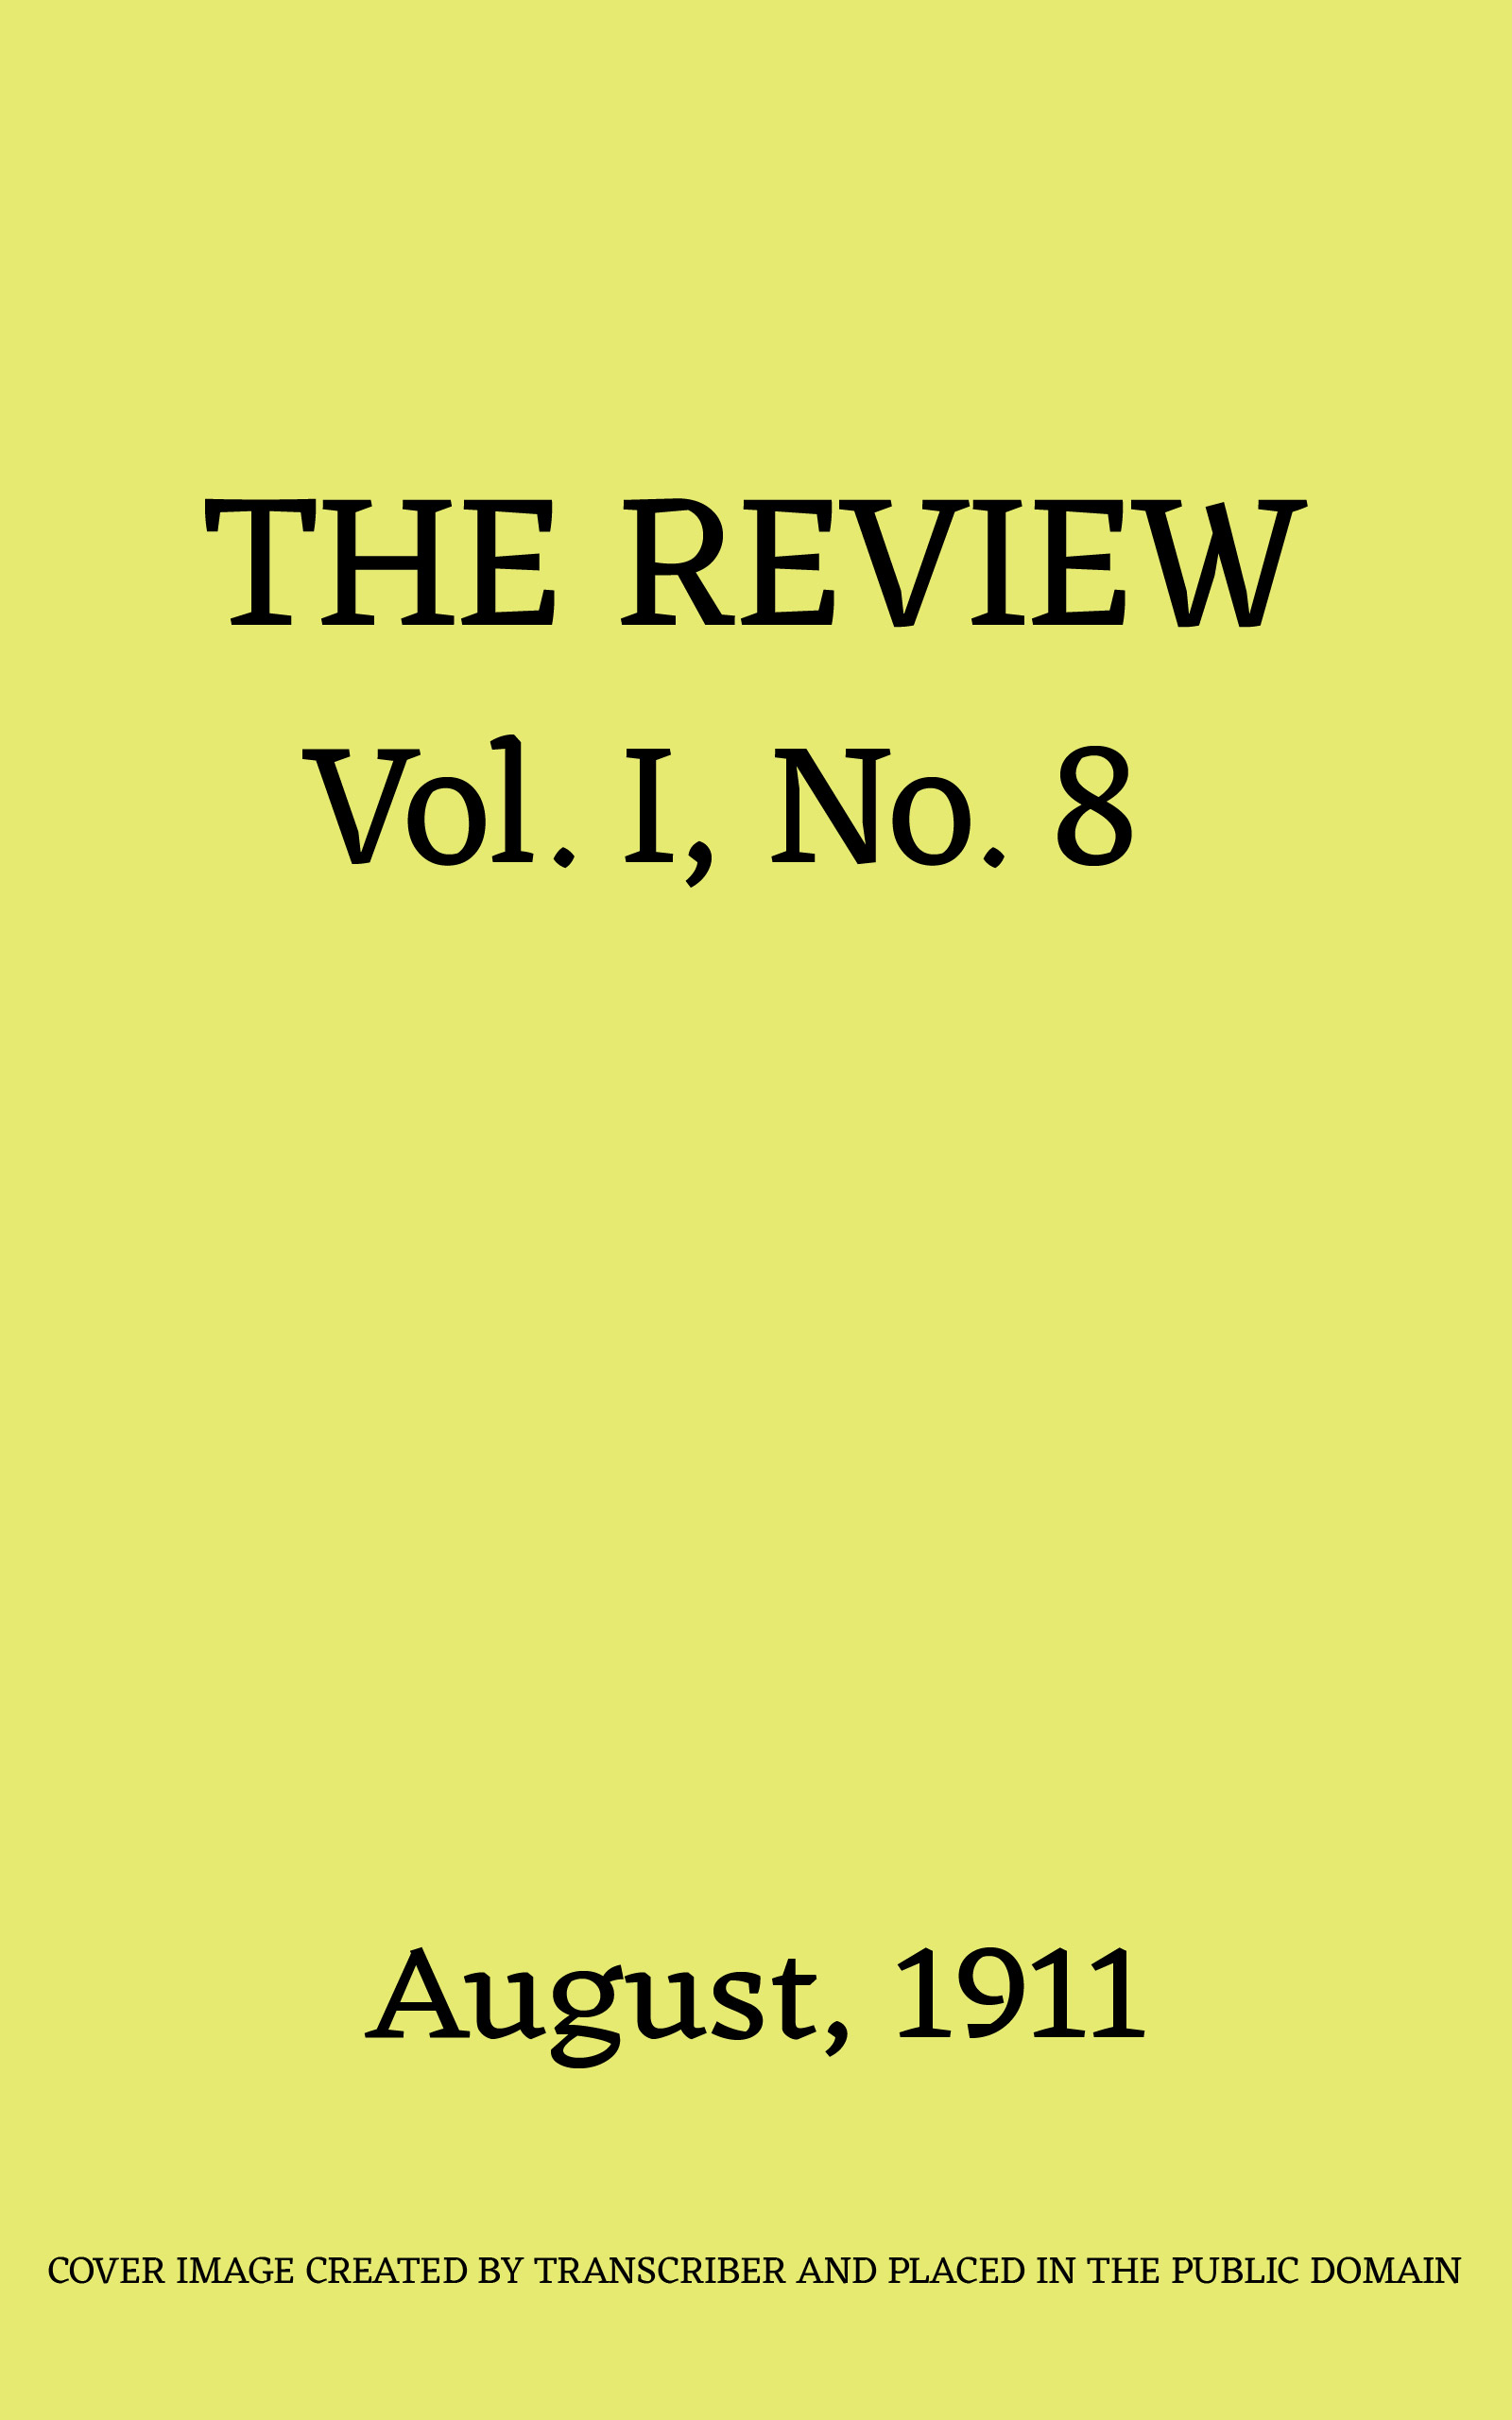 THE REVIEW
Vol. I, No. 8
August, 1911
COVER IMAGE CREATED BY TRANSCRIBER AND PLACED IN THE PUBLIC DOMAIN